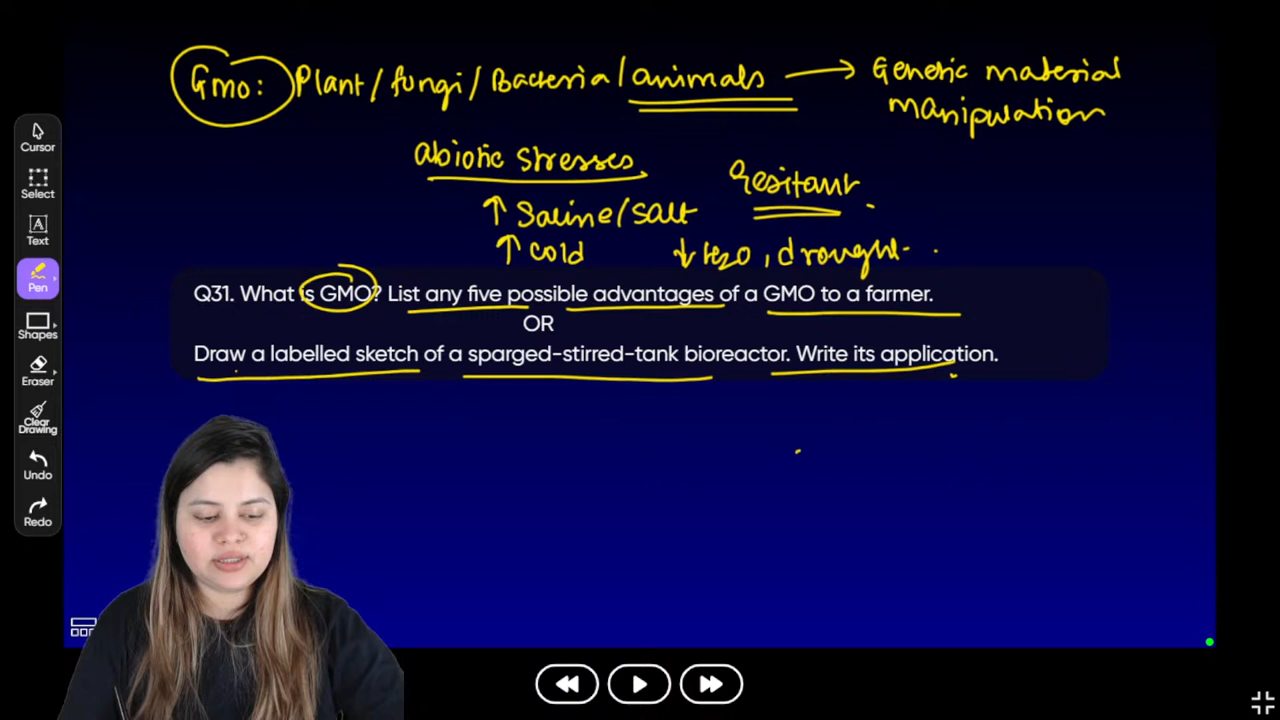 Gmo: Plant/fungi/Bacteria/animals → Genetic material
manipulation
abiotic stresses
resitant
↑ Saline/salt
↑ cold
↓ H2O, drought
Cursor
Select
Text
Pen
Shapes
Eraser
Clear
Drawing
Undo
Redo
Q31. What is GMO? List any five possible advantages of a GMO to a farmer.
OR
Draw a labelled sketch of a sparged-stirred-tank bioreactor. Write its application.